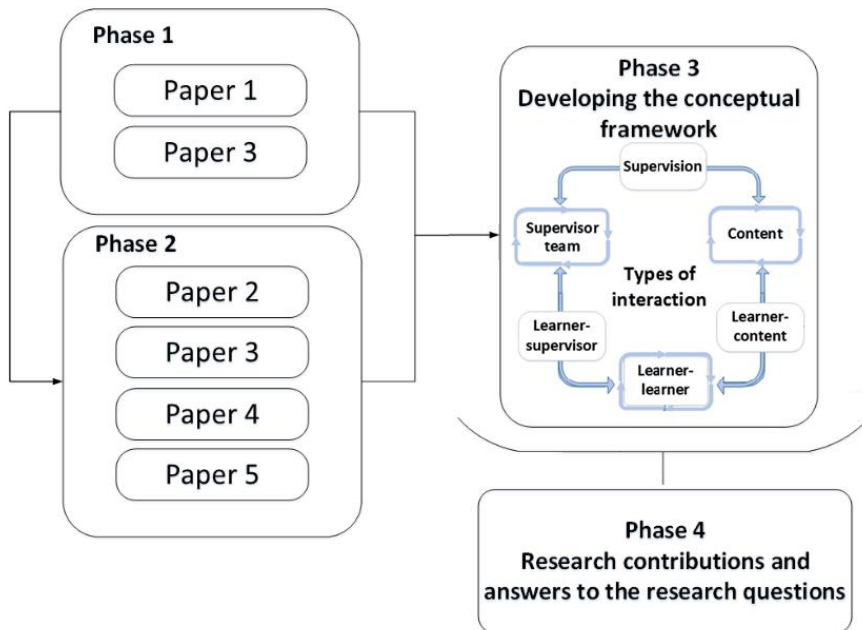 Phase 1
Paper 1
Paper 3
Phase 2
Paper 2
Paper 3
Paper 4
Paper 5
Phase 3
Developing the conceptual
framework
Supervision
Supervisor
team
Content
Types of
interaction
Learner-
supervisor
Learner-
content
Learner-
learner
Phase 4
Research contributions and
answers to the research questions